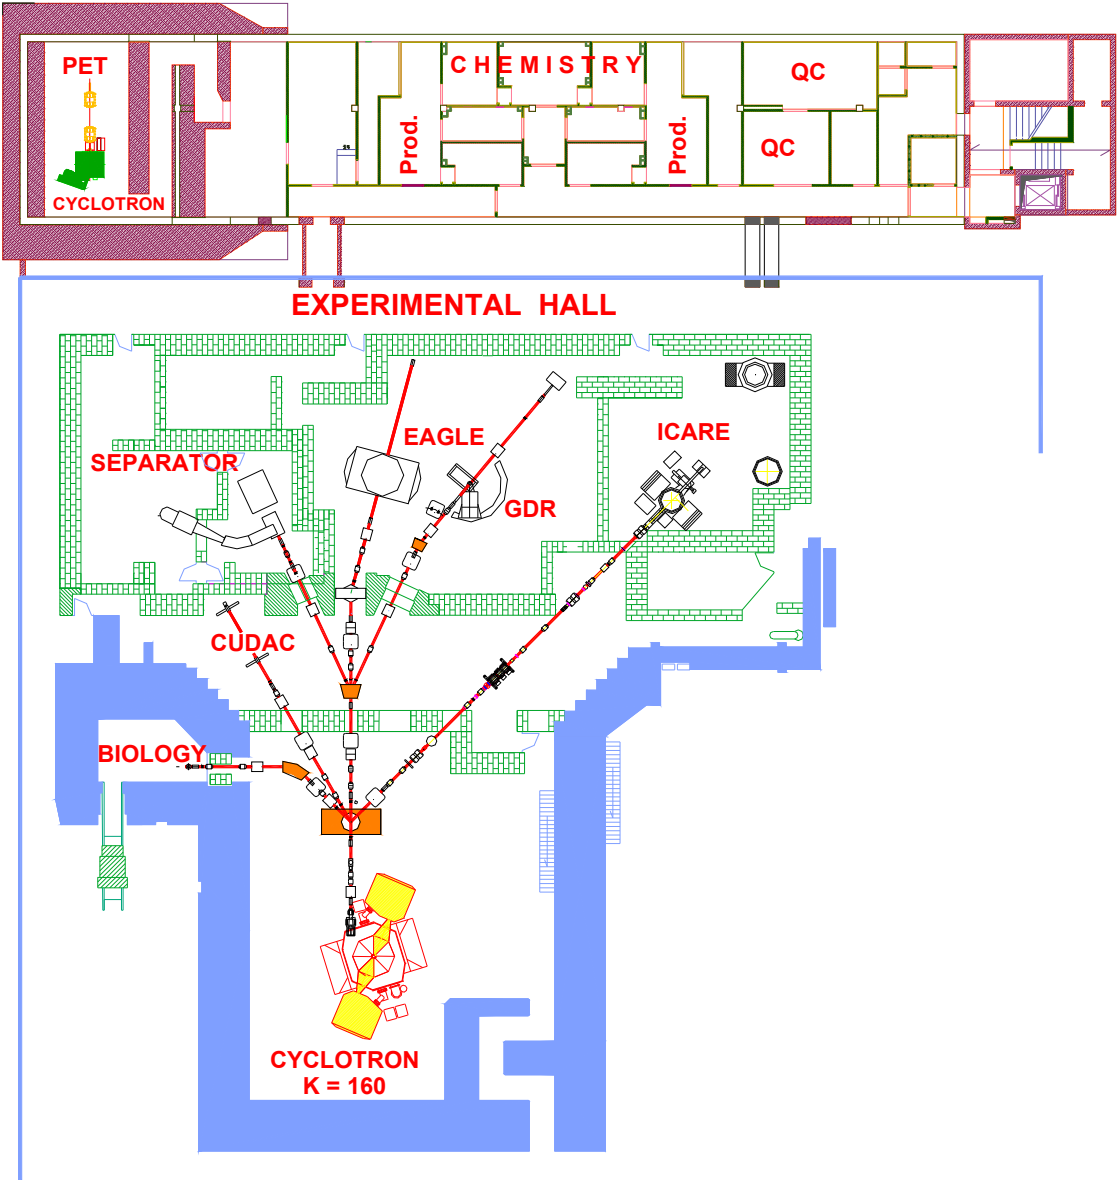 PET
CHEMISTRY
QC
Prod.
Prod.
QC
CYCLOTRON
EXPERIMENTAL HALL
EAGLE
ICARE
SEPARATOR
GDR
CUDAC
BIOLOGY
CYCLOTRON
K = 160